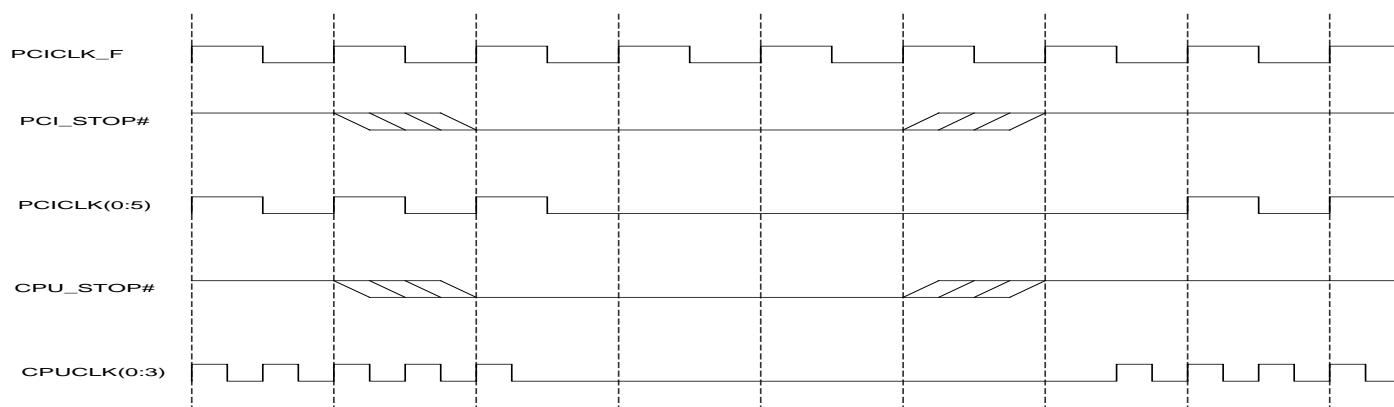 PCICLK_F
PCI_STOP#
PCICLK(0:5)
CPU_STOP#
CPUCLK(0:3)